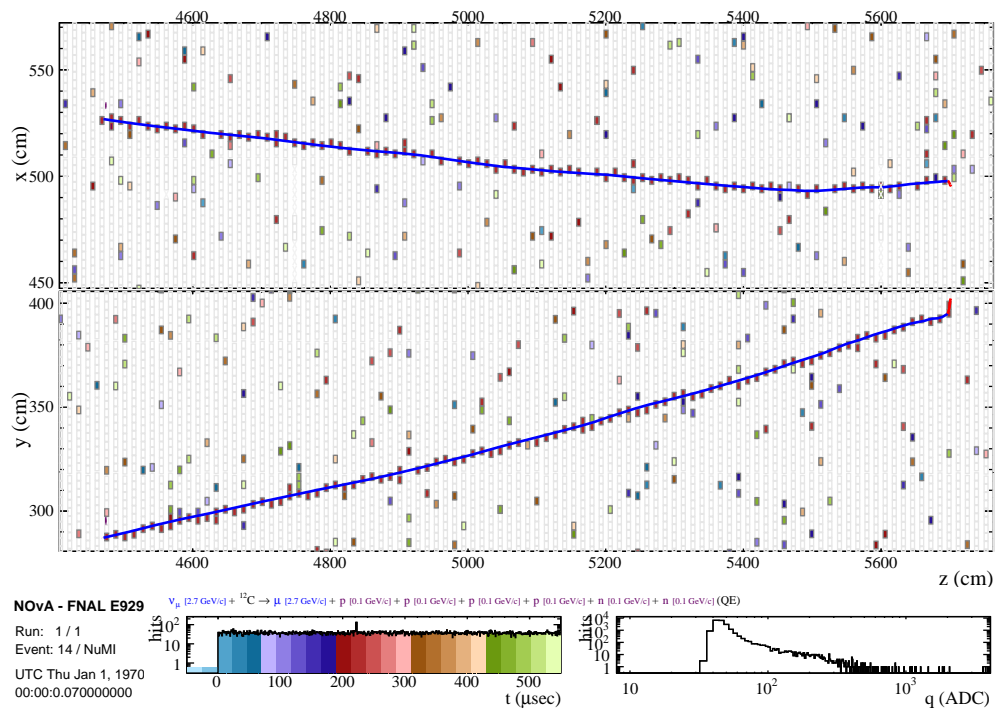 4600 4800 5000 5200 5400 5600
550
500
450
x (cm)
400
350
300
y (cm)
4600 4800 5000 5200 5400 5600
z (cm)
NOvA - FNAL E929
Run: 1 / 1
Event: 14 / NuMI
UTC Thu Jan 1, 1970
00:00:0.070000000
νμ [2.7 GeV/c] + ¹²C → μ [2.7 GeV/c] + p [0.1 GeV/c] + p [0.1 GeV/c] + p [0.1 GeV/c] + p [0.1 GeV/c] + n [0.1 GeV/c] + n [0.1 GeV/c] (QE)
hits
10²
10
1
0 100 200 300 400 500
t (μsec)
hits
10⁴
10³
10²
10
1
10 10² 10³
q (ADC)